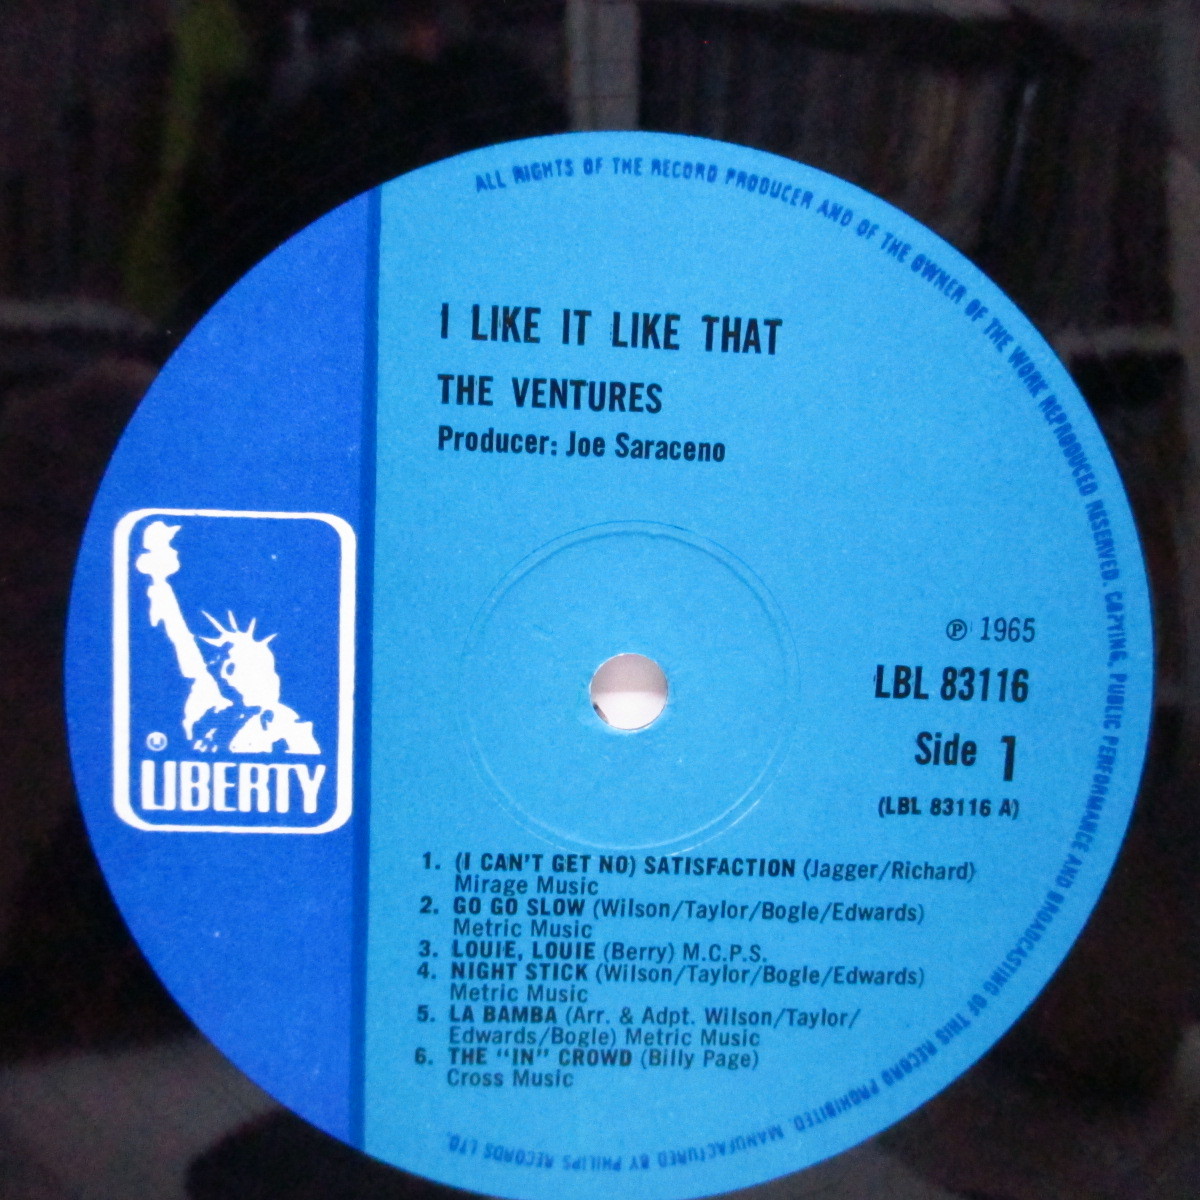 ALL RIGHTS OF THE RECORD PRODUCER AND OF THE OWNER OF THE WORK REPRODUCED RESERVED. COPYING, PUBLIC PERFORMANCE AND BROADCASTING OF THIS RECORD PROHIBITED. MANUFACTURED BY PHILIPS RECORDS LTD.
I LIKE IT LIKE THAT
THE VENTURES
Producer: Joe Saraceno
℗ 1965
LBL 83116
Side 1
(LBL 83116 A)
LIBERTY
1. (I CAN'T GET NO) SATISFACTION (Jagger/Richard)
Mirage Music
2. GO GO SLOW (Wilson/Taylor/Bogle/Edwards)
Metric Music
3. LOUIE, LOUIE (Berry) M.C.P.S.
4. NIGHT STICK (Wilson/Taylor/Bogle/Edwards)
Metric Music
5. LA BAMBA (Arr. & Adpt. Wilson/Taylor/
Edwards/Bogle) Metric Music
6. THE "IN" CROWD (Billy Page)
Cross Music